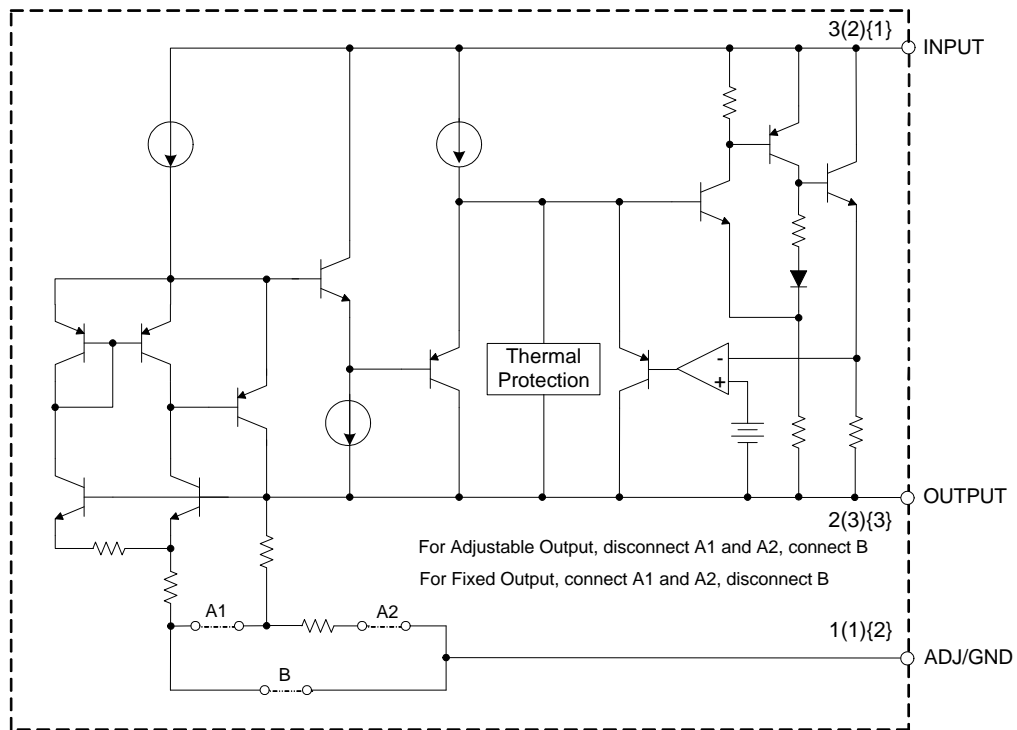 3(2){1}
INPUT
Thermal
Protection
-
+
OUTPUT
2(3){3}
For Adjustable Output, disconnect A1 and A2, connect B
For Fixed Output, connect A1 and A2, disconnect B
A1
A2
1(1){2}
ADJ/GND
B